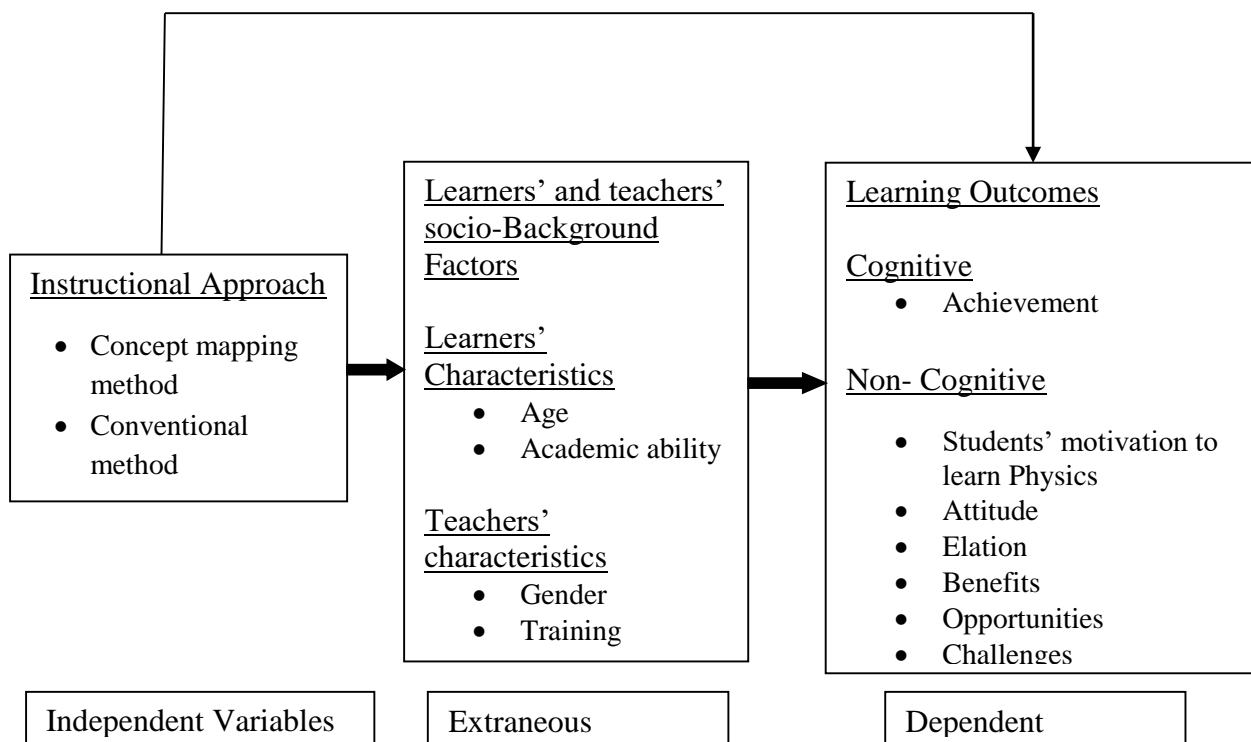 Instructional Approach
• Concept mapping
method
• Conventional
method
Learners’ and teachers’
socio-Background
Factors
Learners’
Characteristics
• Age
• Academic ability
Teachers’
characteristics
• Gender
• Training
Learning Outcomes
Cognitive
• Achievement
Non- Cognitive
• Students’ motivation to
learn Physics
• Attitude
• Elation
• Benefits
• Opportunities
• Challenges
Independent Variables
Extraneous
Dependent